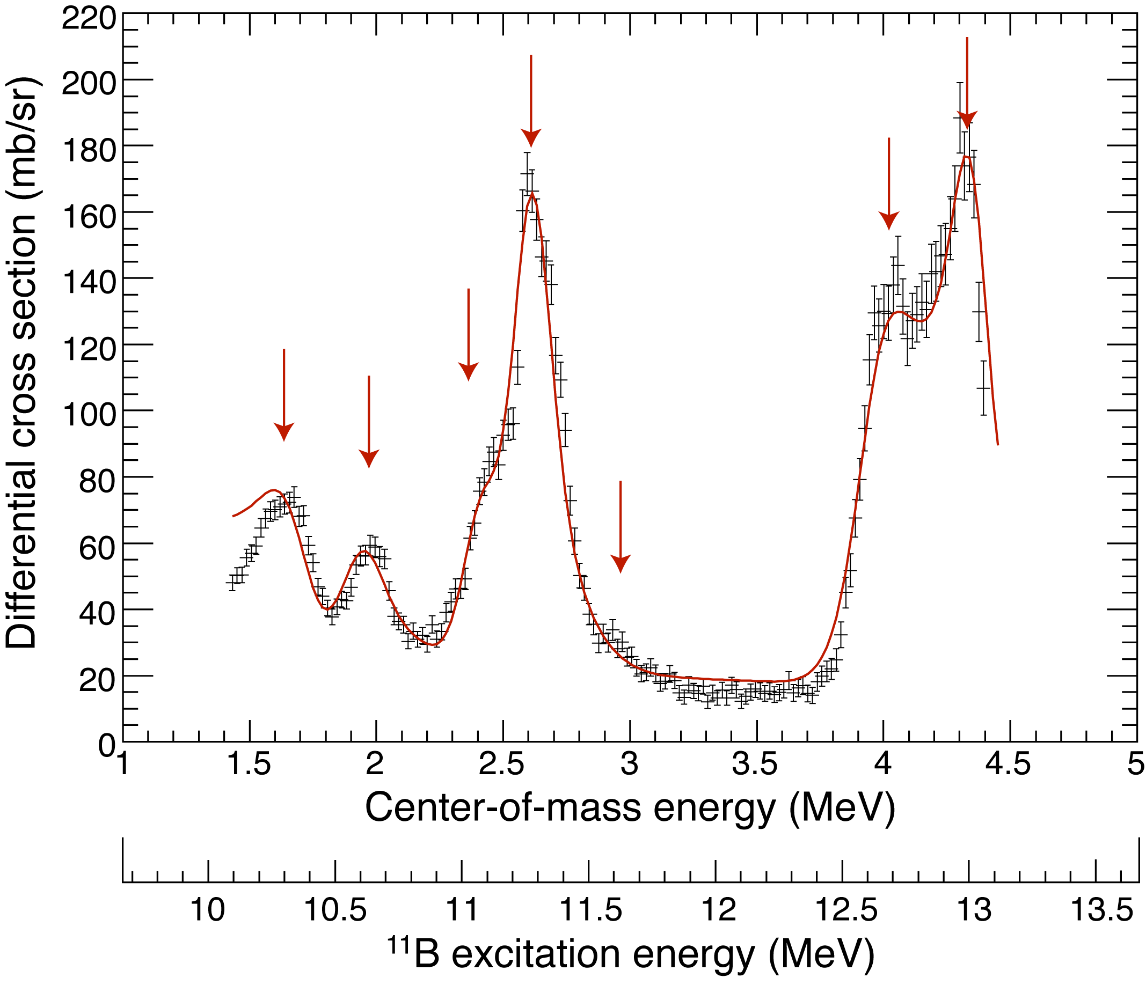 220
200
180
160
140
120
100
80
60
40
20
0
Differential cross section (mb/sr)
1 1.5 2 2.5 3 3.5 4 4.5 5
Center-of-mass energy (MeV)
10 10.5 11 11.5 12 12.5 13 13.5
¹¹B excitation energy (MeV)